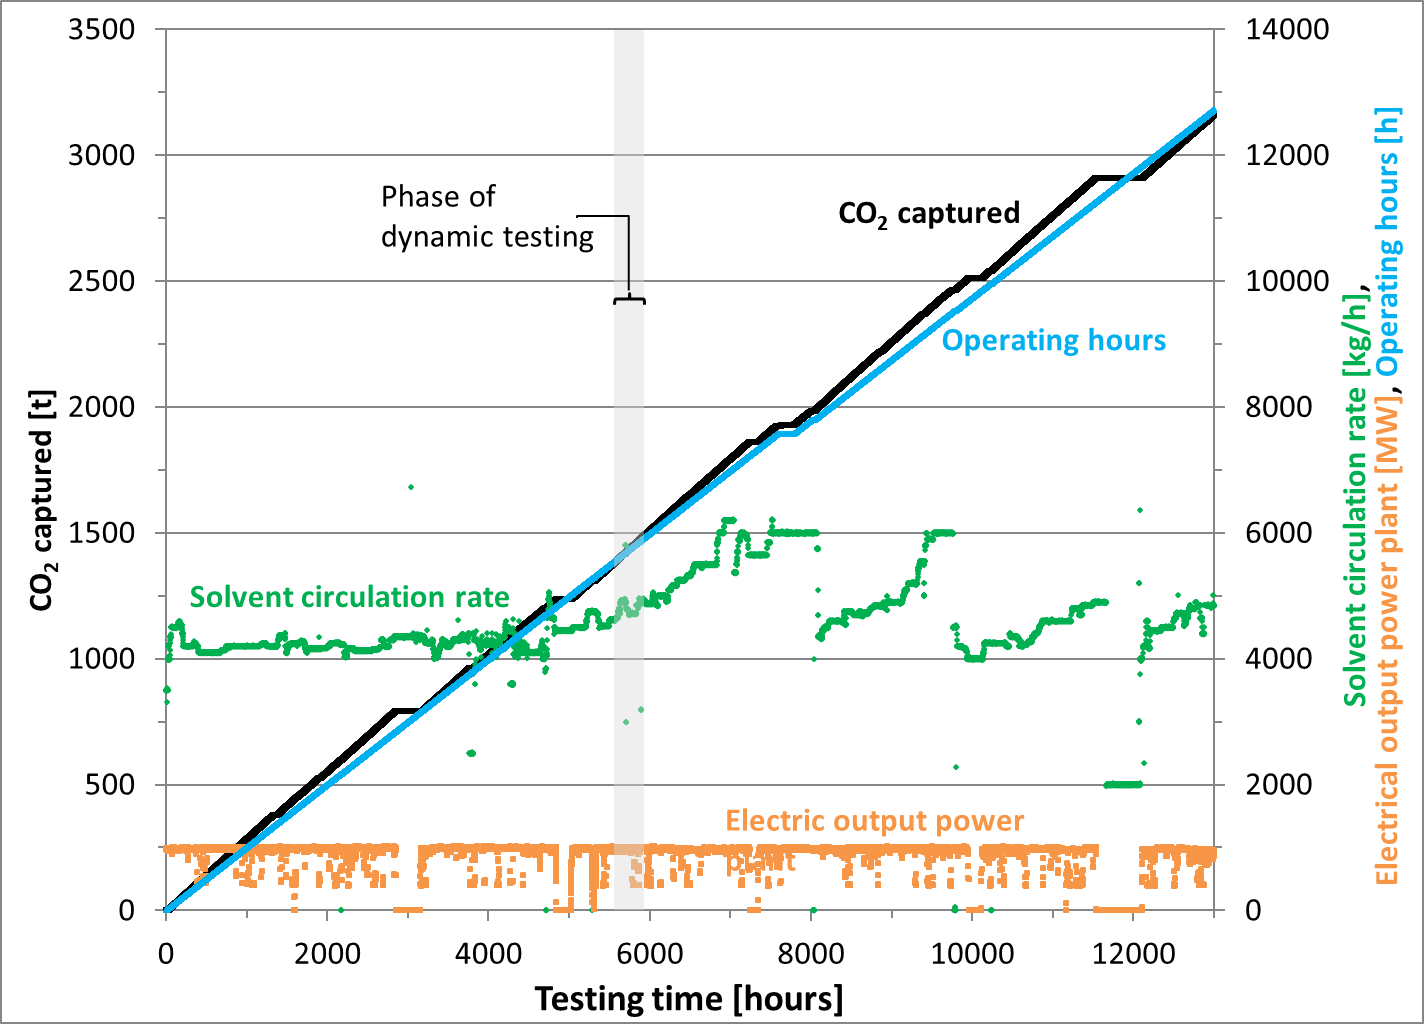 3500
3000
2500
2000
1500
1000
500
0
14000
12000
10000
8000
6000
4000
2000
0
0
2000
4000
6000
8000
10000
12000
CO2 captured [t]
Testing time [hours]
Solvent circulation rate [kg/h],
Electrical output power plant [MW], Operating hours [h]
Phase of
dynamic testing
CO2 captured
Operating hours
Solvent circulation rate
Electric output power
plant